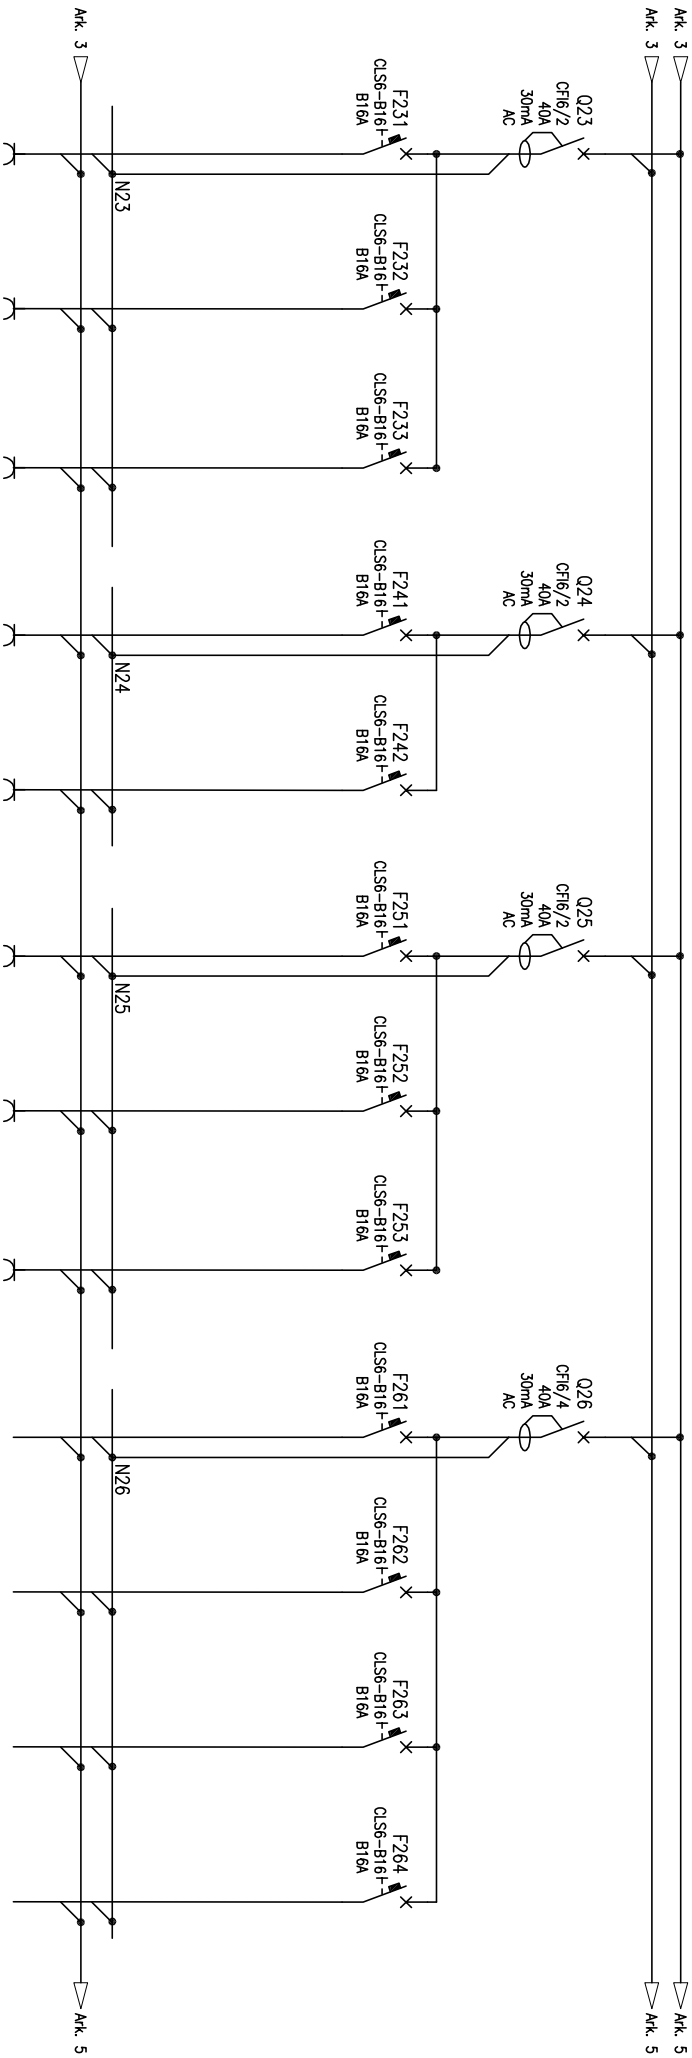 Ark. 3
Ark. 3
Ark. 3
Q23
CFI6/2
40A
30mA
AC
F231
CLS6-B16
B16A
N23
F232
CLS6-B16
B16A
F233
CLS6-B16
B16A
Q24
CFI6/2
40A
30mA
AC
F241
CLS6-B16
B16A
N24
F242
CLS6-B16
B16A
Q25
CFI6/2
40A
30mA
AC
F251
CLS6-B16
B16A
N25
F252
CLS6-B16
B16A
F253
CLS6-B16
B16A
Q26
CFI6/4
40A
30mA
AC
F261
CLS6-B16
B16A
N26
F262
CLS6-B16
B16A
F263
CLS6-B16
B16A
F264
CLS6-B16
B16A
Ark. 5
Ark. 5
Ark. 5